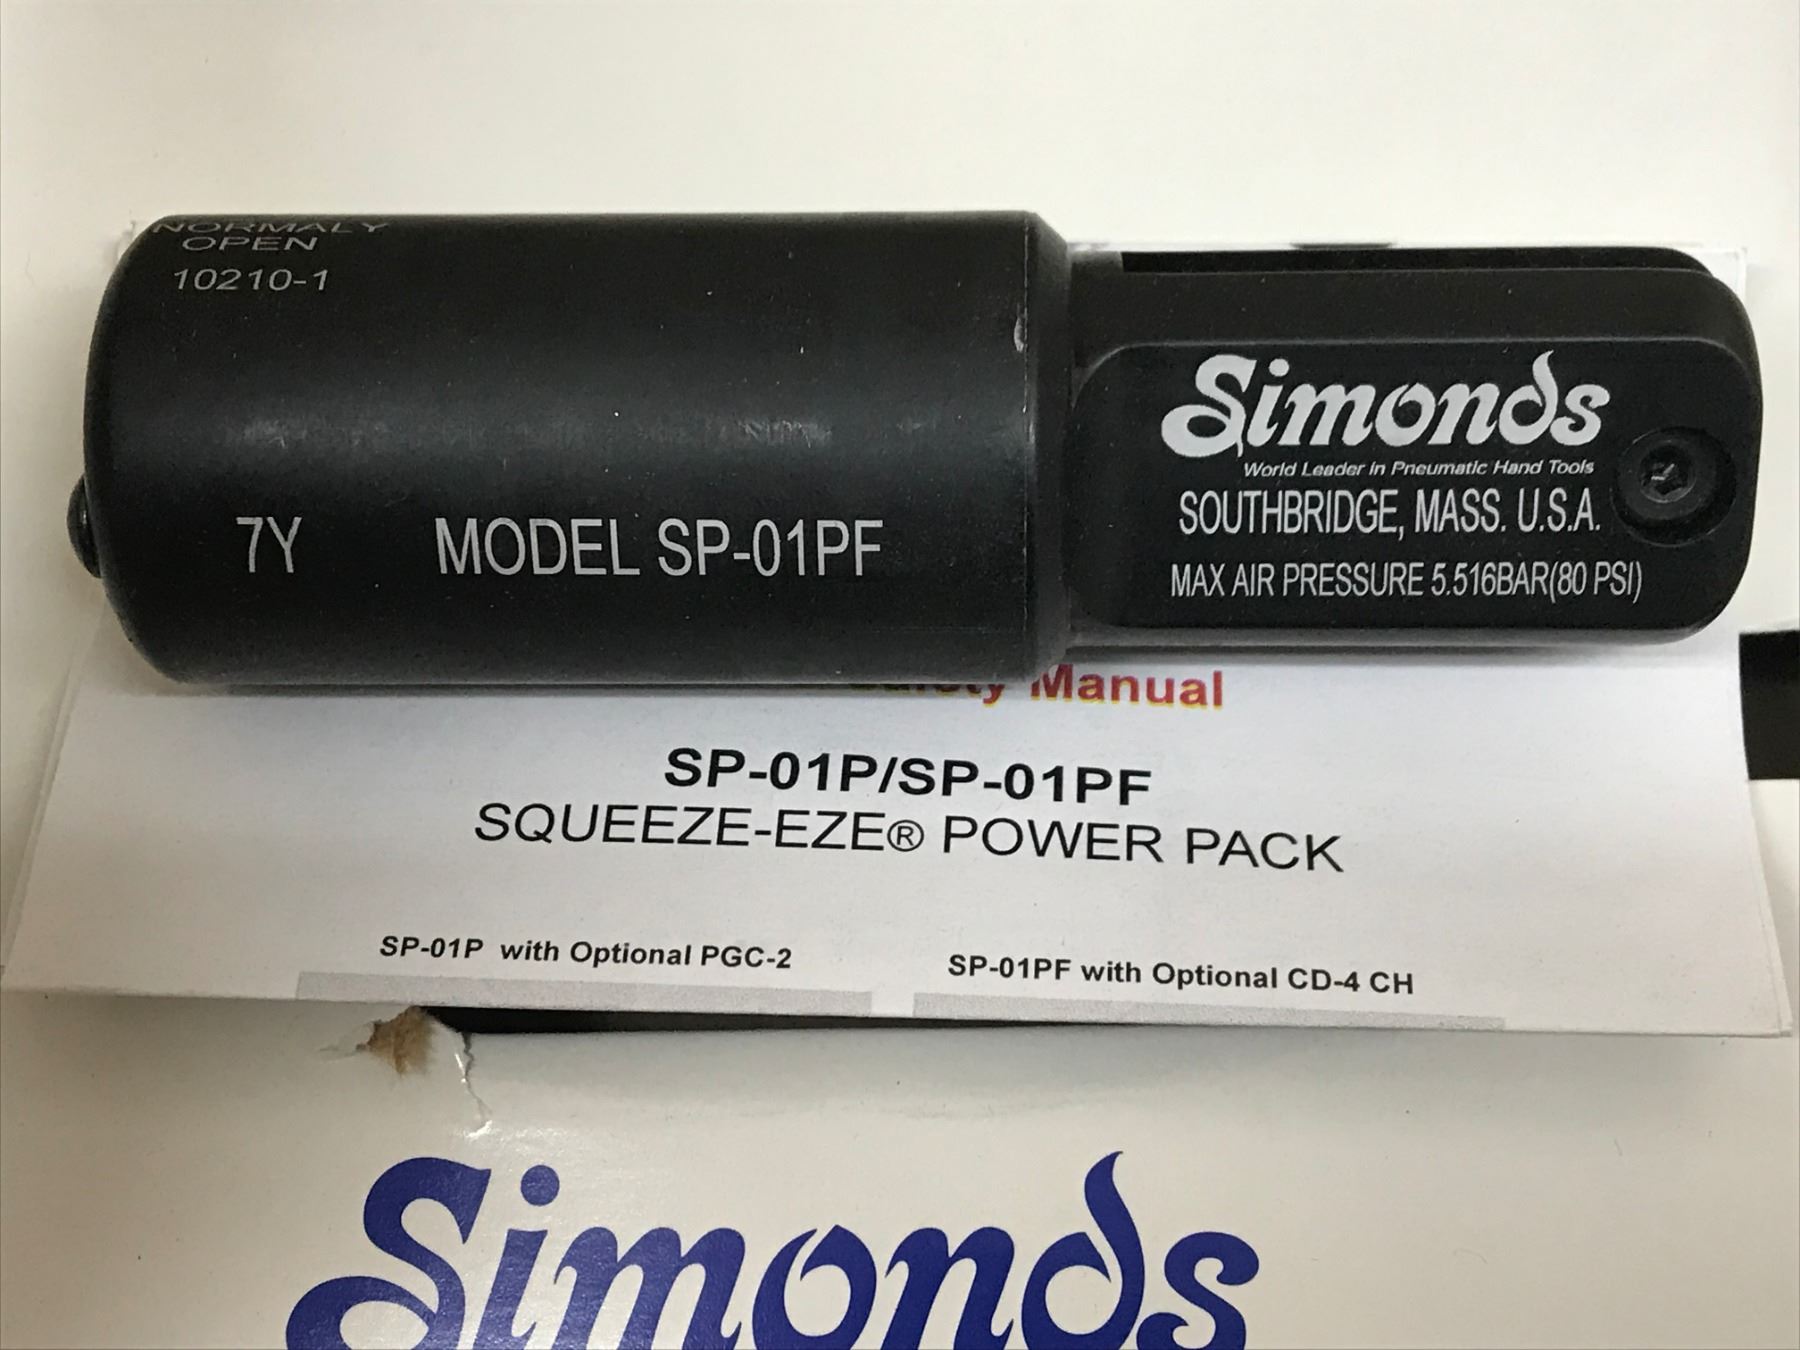 NORMALY
OPEN
10210-1
7Y MODEL SP-01PF
Simonds
World Leader in Pneumatic Hand Tools
SOUTHBRIDGE, MASS. U.S.A.
MAX AIR PRESSURE 5.516BAR(80 PSI)
Safety Manual
SP-01P/SP-01PF
SQUEEZE-EZE® POWER PACK
SP-01P with Optional PGC-2
SP-01PF with Optional CD-4 CH
Simonds